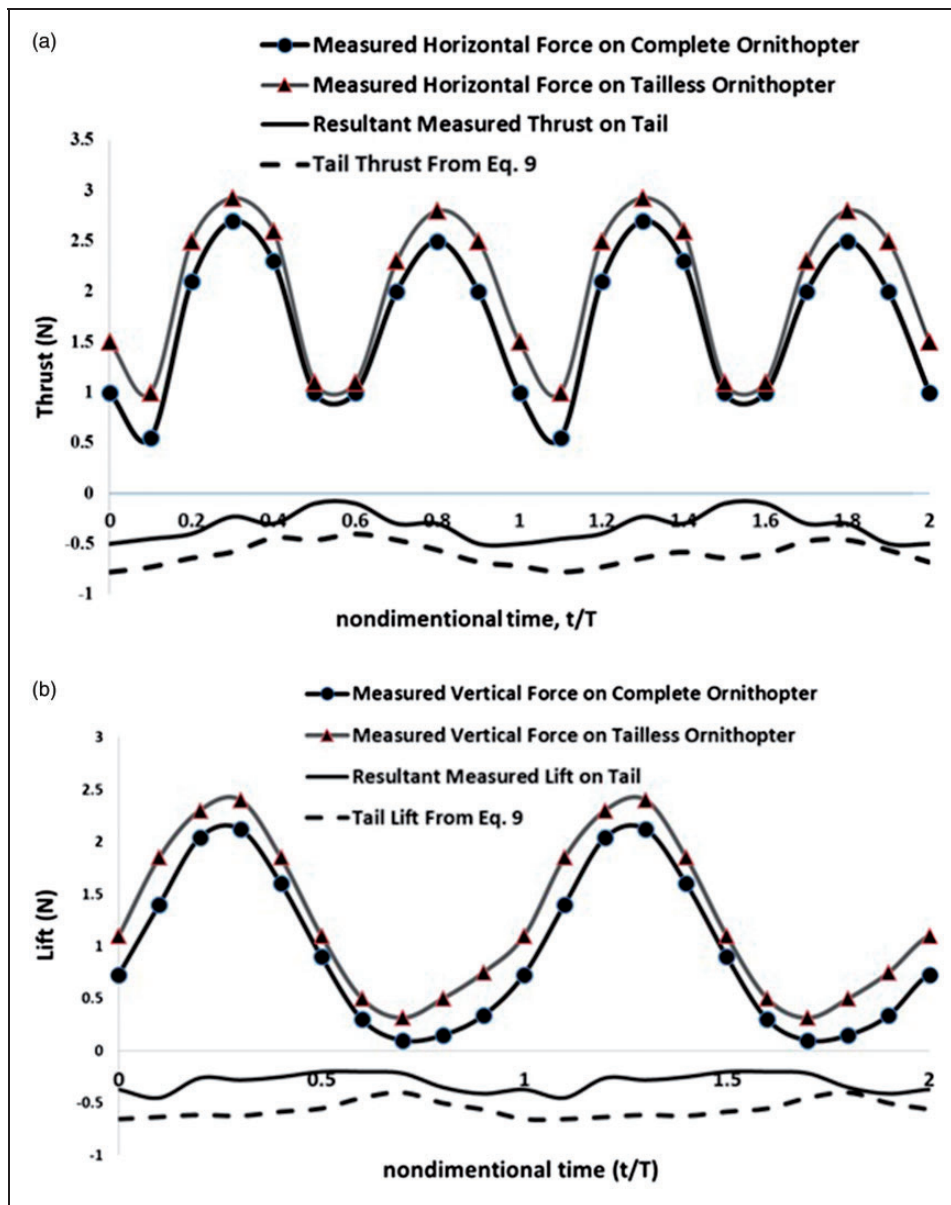 (a)
Measured Horizontal Force on Complete Ornithopter
Measured Horizontal Force on Tailless Ornithopter
Resultant Measured Thrust on Tail
Tail Thrust From Eq. 9
3.5
3
2.5
2
1.5
1
0.5
0
-0.5
-1
Thrust (N)
0 0.2 0.4 0.6 0.8 1 1.2 1.4 1.6 1.8 2
nondimentional time, t/T
(b)
Measured Vertical Force on Complete Ornithopter
Measured Vertical Force on Tailless Ornithopter
Resultant Measured Lift on Tail
Tail Lift From Eq. 9
3
2.5
2
1.5
1
0.5
0
-0.5
-1
Lift (N)
0 0.5 1 1.5 2
nondimentional time (t/T)